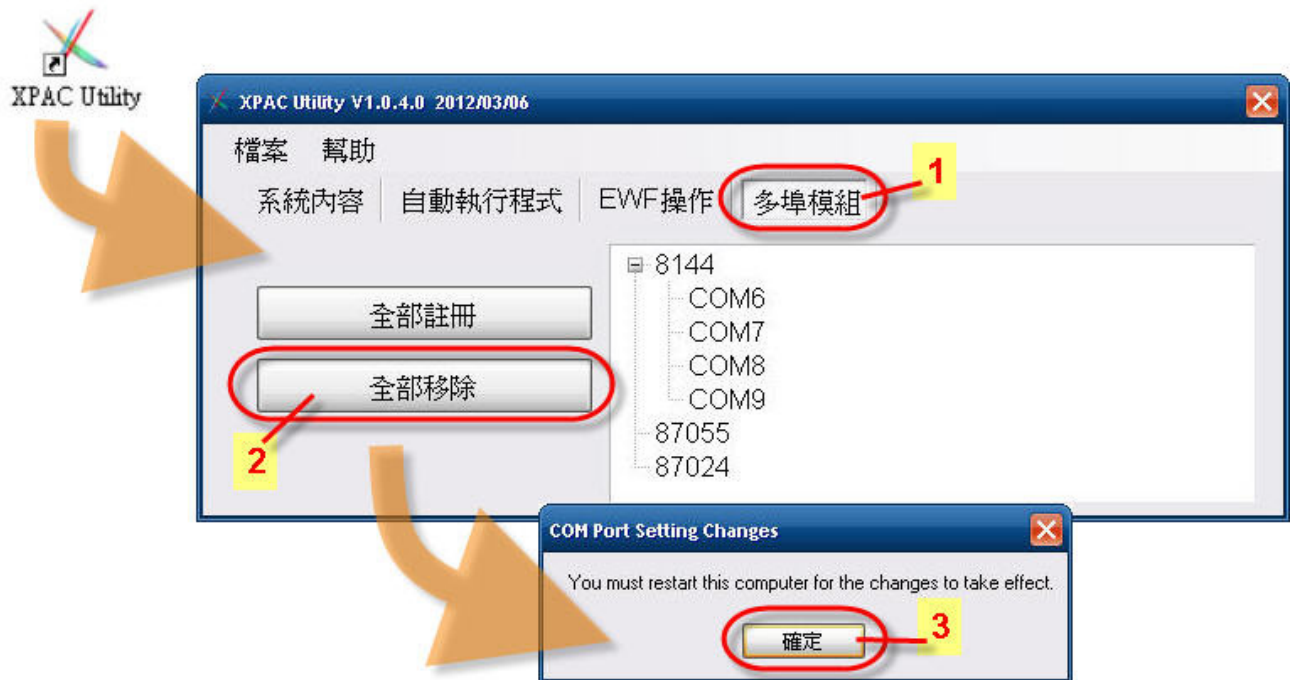 XPAC Utility
XPAC Utility V1.0.4.0 2012/03/06
檔案 幫助
系統內容 自動執行程式 EWF操作 多埠模組
1
8144
COM6
全部註冊
COM7
COM8
全部移除
COM9
87055
2
87024
COM Port Setting Changes
You must restart this computer for the changes to take effect.
確定
3